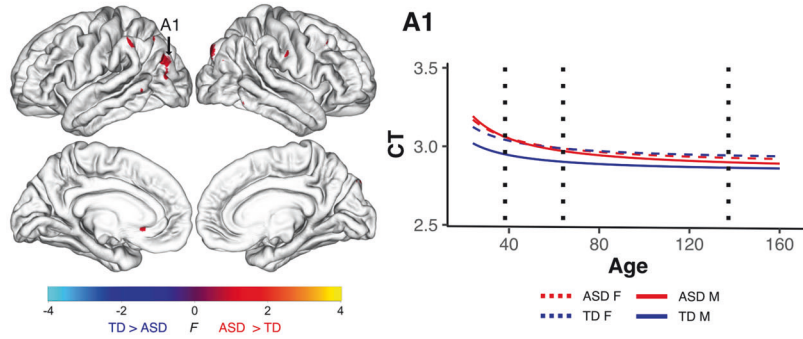 A1
-4 -2 0 2 4
TD > ASD F ASD > TD
A1
3.5
3.0
2.5
CT
40 80 120 160
Age
ASD F ASD M
TD F TD M